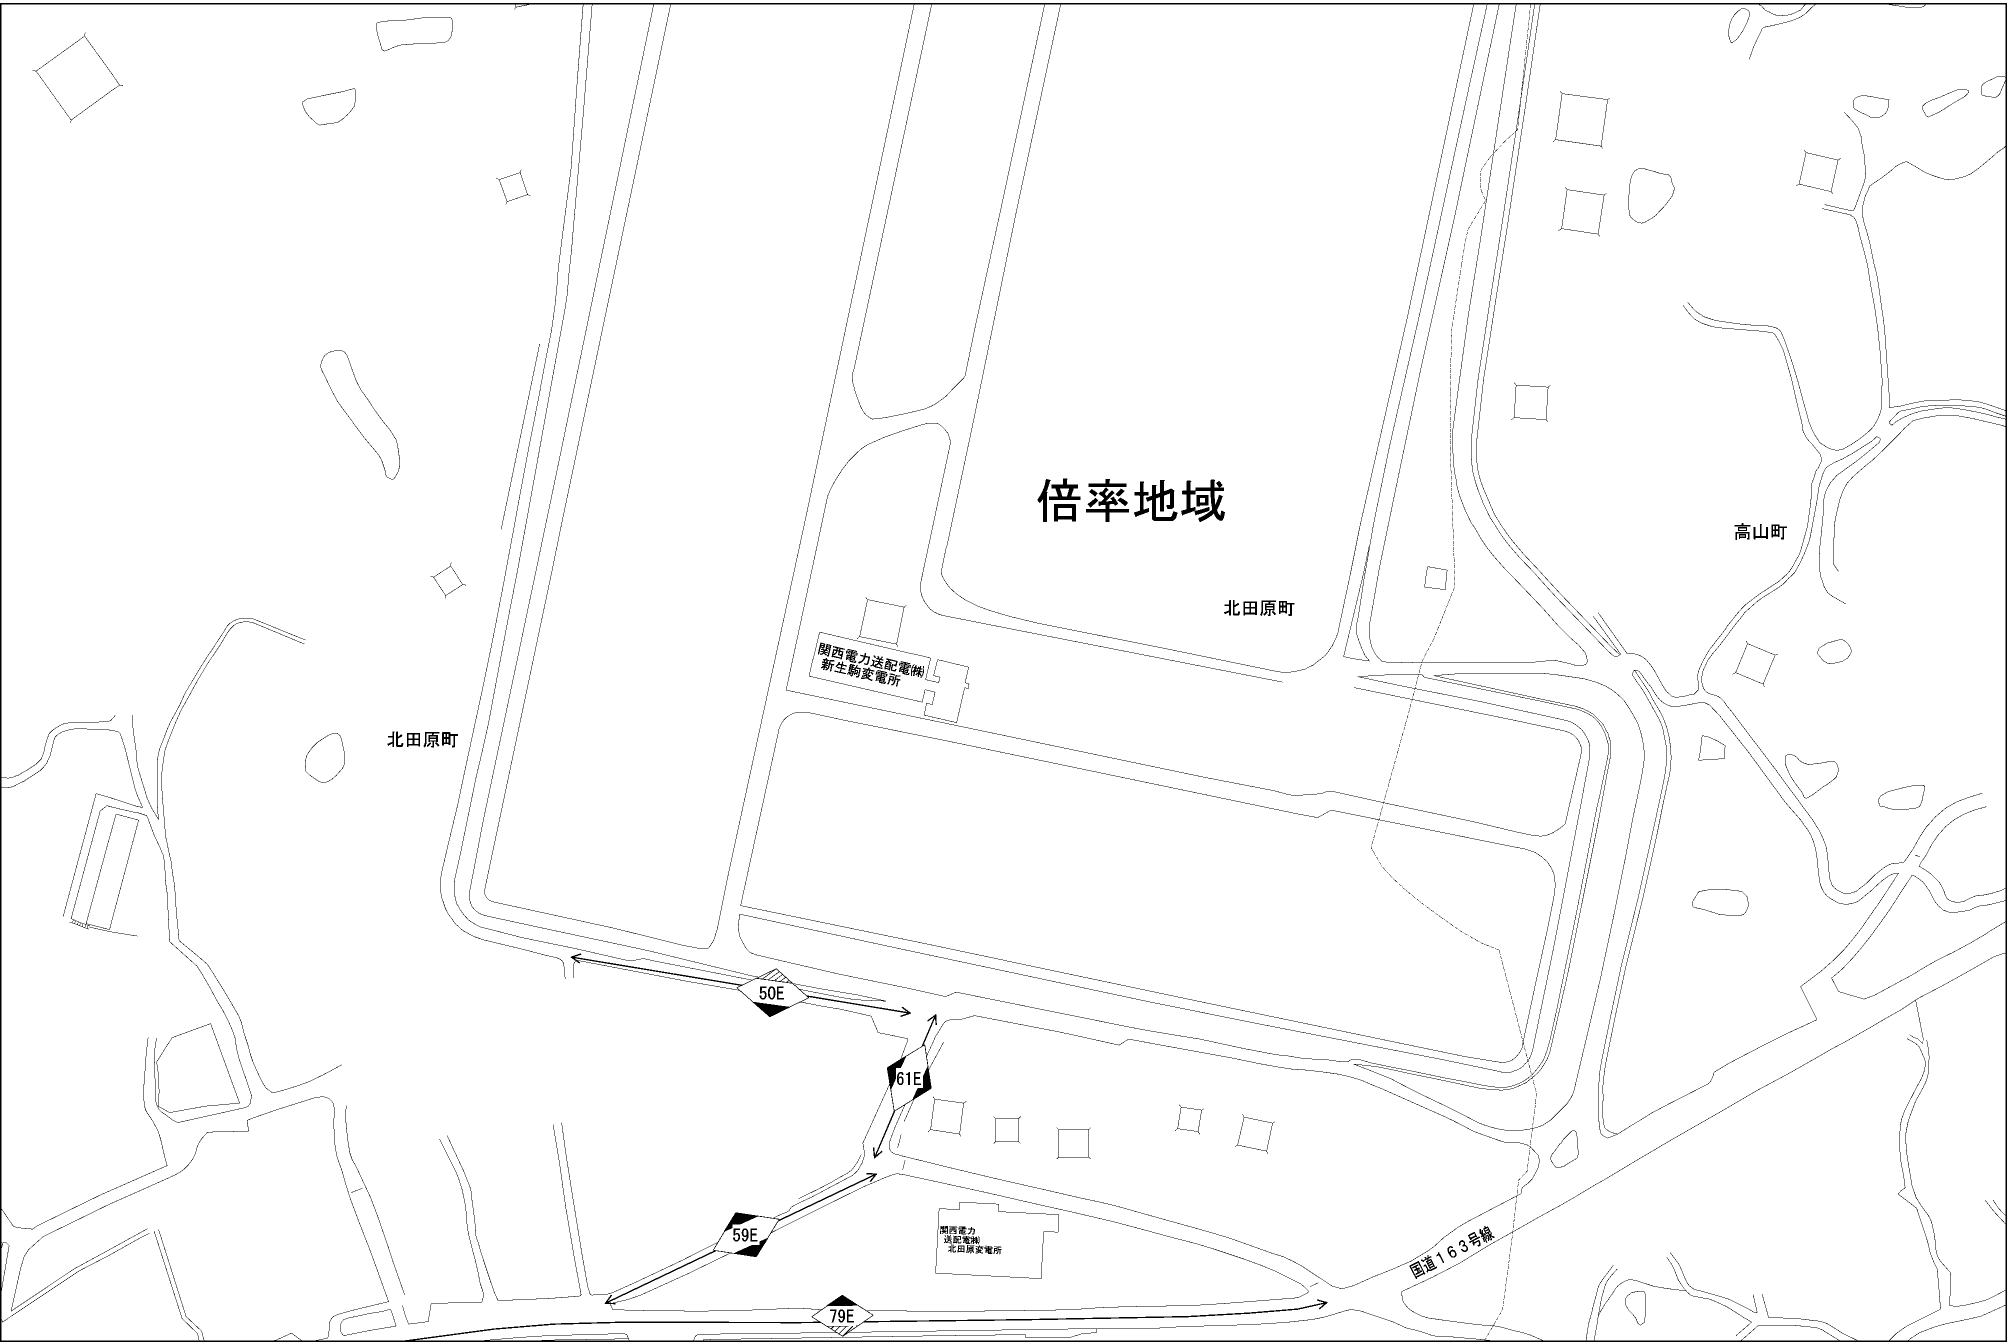 倍率地域
高山町
北田原町
関西電力送配電㈱
新生駒変電所
北田原町
50E
61E
59E
関西電力
送配電㈱
北田原変電所
国道163号線
79E